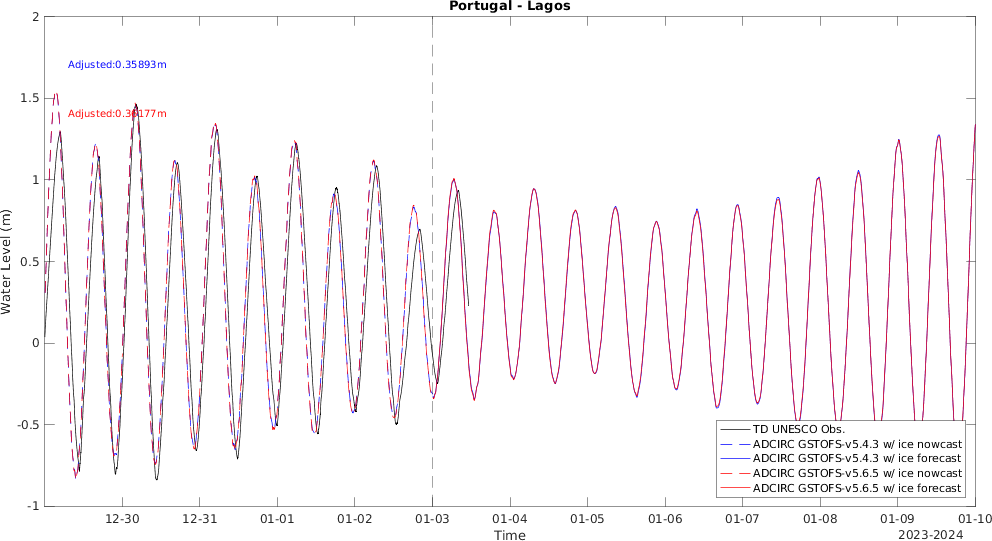 Portugal - Lagos
2
1.5
1
0.5
0
-0.5
-1
Water Level (m)
Adjusted:0.35893m
TD UNESCO Obs.
ADCIRC GSTOFS-v5.4.3 w/ ice nowcast
ADCIRC GSTOFS-v5.4.3 w/ ice forecast
ADCIRC GSTOFS-v5.6.5 w/ ice nowcast
ADCIRC GSTOFS-v5.6.5 w/ ice forecast
12-30 12-31 01-01 01-02 01-03 01-04 01-05 01-06 01-07 01-08 01-09 01-10
Time
2023-2024